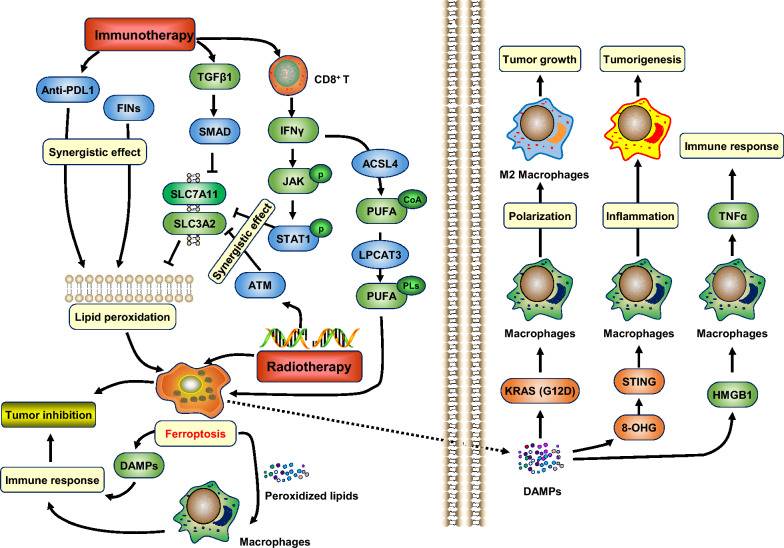 Immunotherapy
Anti-PDL1
FINs
Synergistic effect
TGFβ1
SMAD
SLC7A11
SLC3A2
CD8⁺ T
IFNγ
JAK
p
STAT1
p
Synergistic effect
ATM
ACSL4
PUFA
CoA
LPCAT3
PUFA
PLs
Lipid peroxidation
Radiotherapy
Tumor inhibition
Ferroptosis
DAMPs
Immune response
Peroxidized lipids
Macrophages
Tumor growth
M2 Macrophages
Polarization
Macrophages
KRAS (G12D)
Tumorigenesis
Inflammation
Macrophages
STING
8-OHG
Immune response
TNFα
Macrophages
HMGB1
DAMPs